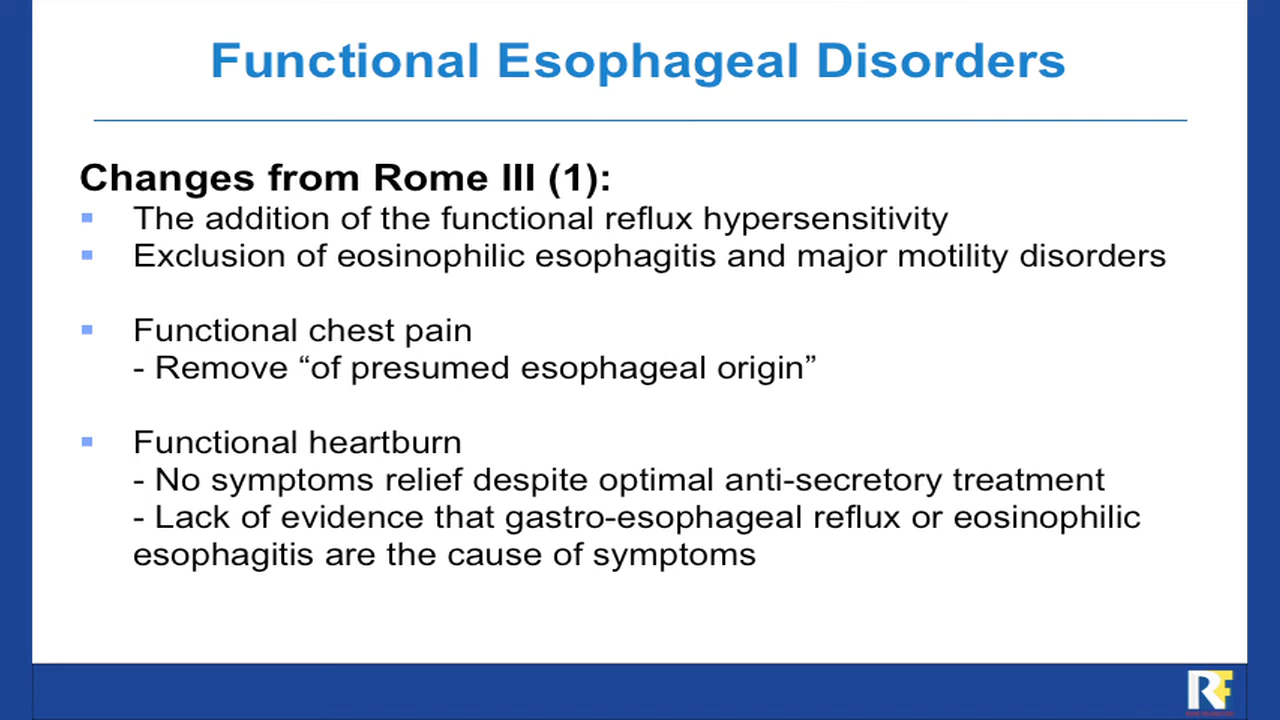 Functional Esophageal Disorders
Changes from Rome III (1):
The addition of the functional reflux hypersensitivity
Exclusion of eosinophilic esophagitis and major motility disorders
Functional chest pain
- Remove “of presumed esophageal origin”
Functional heartburn
- No symptoms relief despite optimal anti-secretory treatment
- Lack of evidence that gastro-esophageal reflux or eosinophilic
esophagitis are the cause of symptoms
RF